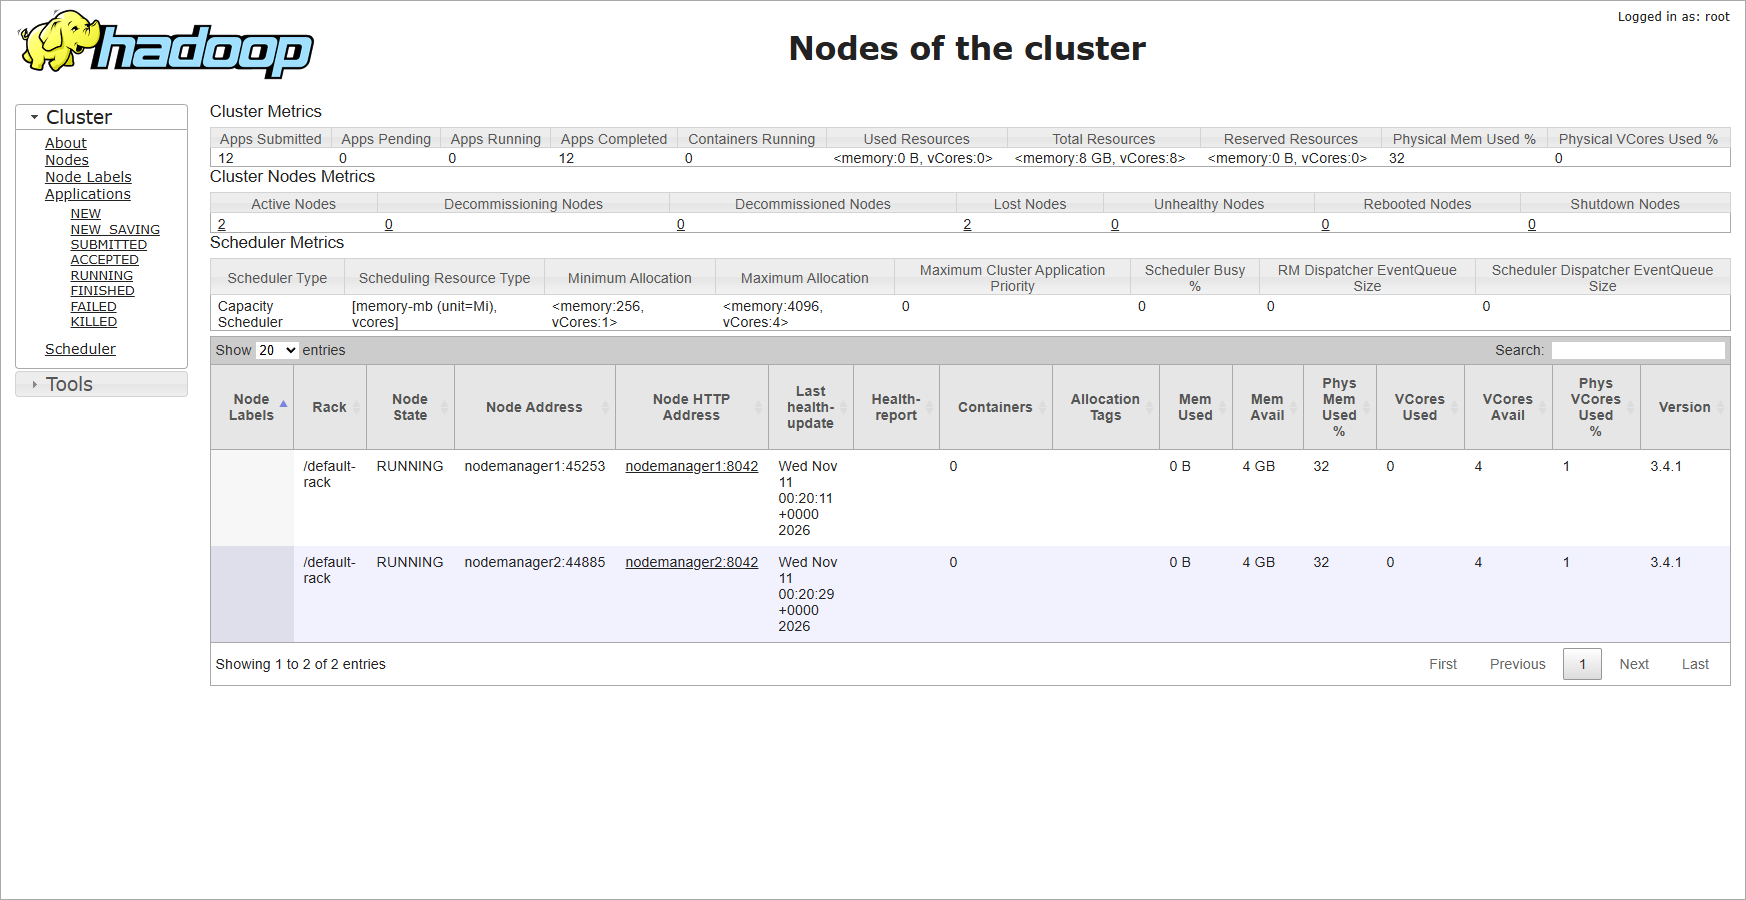 Logged in as: root
hadoop
Nodes of the cluster
Cluster
About
Nodes
Node Labels
Applications
NEW
NEW_SAVING
SUBMITTED
ACCEPTED
RUNNING
FINISHED
FAILED
KILLED
Scheduler
Tools
Cluster Metrics
Apps Submitted Apps Pending Apps Running Apps Completed Containers Running Used Resources Total Resources Reserved Resources Physical Mem Used % Physical VCores Used %
12 0 0 12 0 <memory:0 B, vCores:0> <memory:8 GB, vCores:8> <memory:0 B, vCores:0> 32 0
Cluster Nodes Metrics
Active Nodes Decommissioning Nodes Decommissioned Nodes Lost Nodes Unhealthy Nodes Rebooted Nodes Shutdown Nodes
2 0 0 2 0 0 0
Scheduler Metrics
Scheduler Type Scheduling Resource Type Minimum Allocation Maximum Allocation Maximum Cluster Application Priority Scheduler Busy % RM Dispatcher EventQueue Size Scheduler Dispatcher EventQueue Size
Capacity Scheduler [memory-mb (unit=Mi), vcores] <memory:256, vCores:1> <memory:4096, vCores:4> 0 0 0 0
Show 20 entries Search:
Node Labels Rack Node State Node Address Node HTTP Address Last health-update Health-report Containers Allocation Tags Mem Used Mem Avail Phys Mem Used % VCores Used VCores Avail Phys VCores Used % Version
/default-rack RUNNING nodemanager1:45253 nodemanager1:8042 Wed Nov 11 00:20:11 +0000 2026 0 0 B 4 GB 32 0 4 1 3.4.1
/default-rack RUNNING nodemanager2:44885 nodemanager2:8042 Wed Nov 11 00:20:29 +0000 2026 0 0 B 4 GB 32 0 4 1 3.4.1
Showing 1 to 2 of 2 entries First Previous 1 Next Last